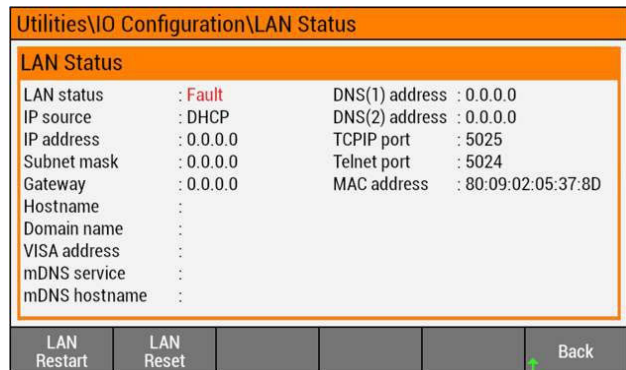 Utilities\IO Configuration\LAN Status
LAN Status
LAN status : Fault
IP source : DHCP
IP address : 0.0.0.0
Subnet mask : 0.0.0.0
Gateway : 0.0.0.0
Hostname :
Domain name :
VISA address :
mDNS service :
mDNS hostname :
DNS(1) address : 0.0.0.0
DNS(2) address : 0.0.0.0
TCPIP port : 5025
Telnet port : 5024
MAC address : 80:09:02:05:37:8D
LAN Restart
LAN Reset
Back